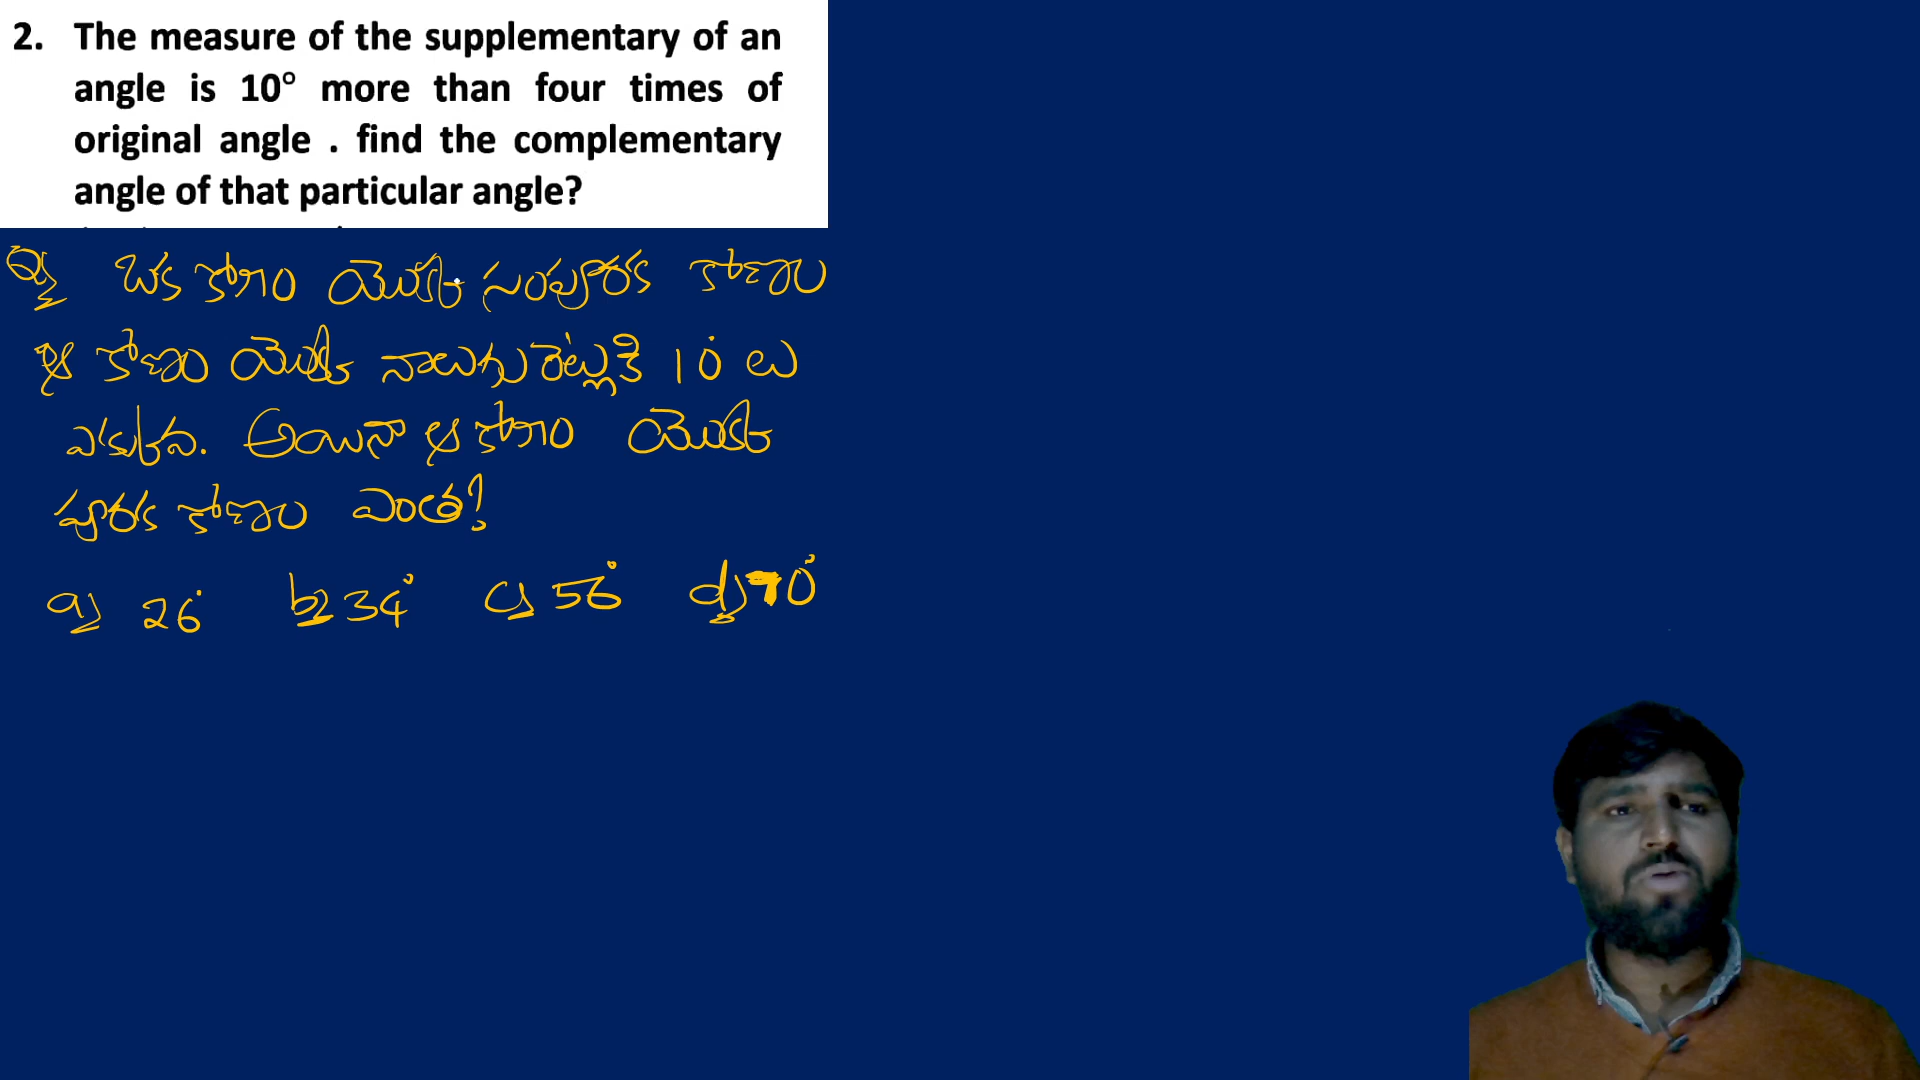 2. The measure of the supplementary of an
angle is 10° more than four times of
original angle . find the complementary
angle of that particular angle?
Q) ఒక కోణం యొక్క సంపూరక కోణం
ఆ కోణం యొక్క నాలుగు రెట్లుకి 10° లు
ఎక్కువ. అయినా ఆ కోణం యొక్క
పూరక కోణం ఎంత?
a) 26° b) 34° c) 56° d) 70°